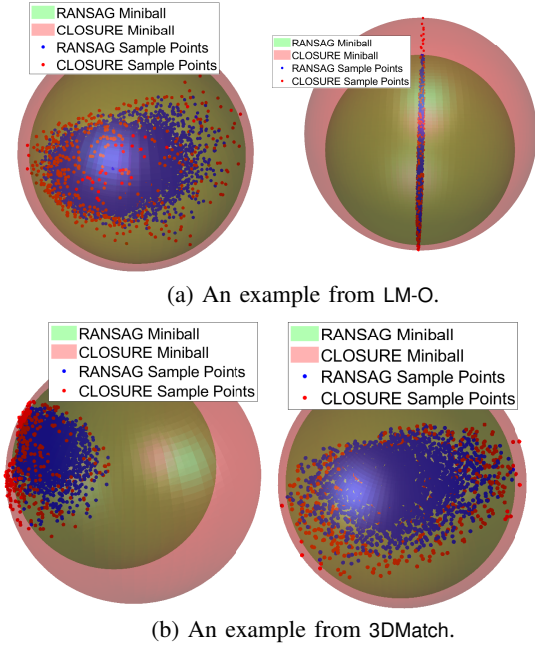 RANSAG Miniball
CLOSURE Miniball
RANSAG Sample Points
CLOSURE Sample Points
RANSAG Miniball
CLOSURE Miniball
RANSAG Sample Points
CLOSURE Sample Points
(a) An example from LM-O.
RANSAG Miniball
CLOSURE Miniball
RANSAG Sample Points
CLOSURE Sample Points
RANSAG Miniball
CLOSURE Miniball
RANSAG Sample Points
CLOSURE Sample Points
(b) An example from 3DMatch.